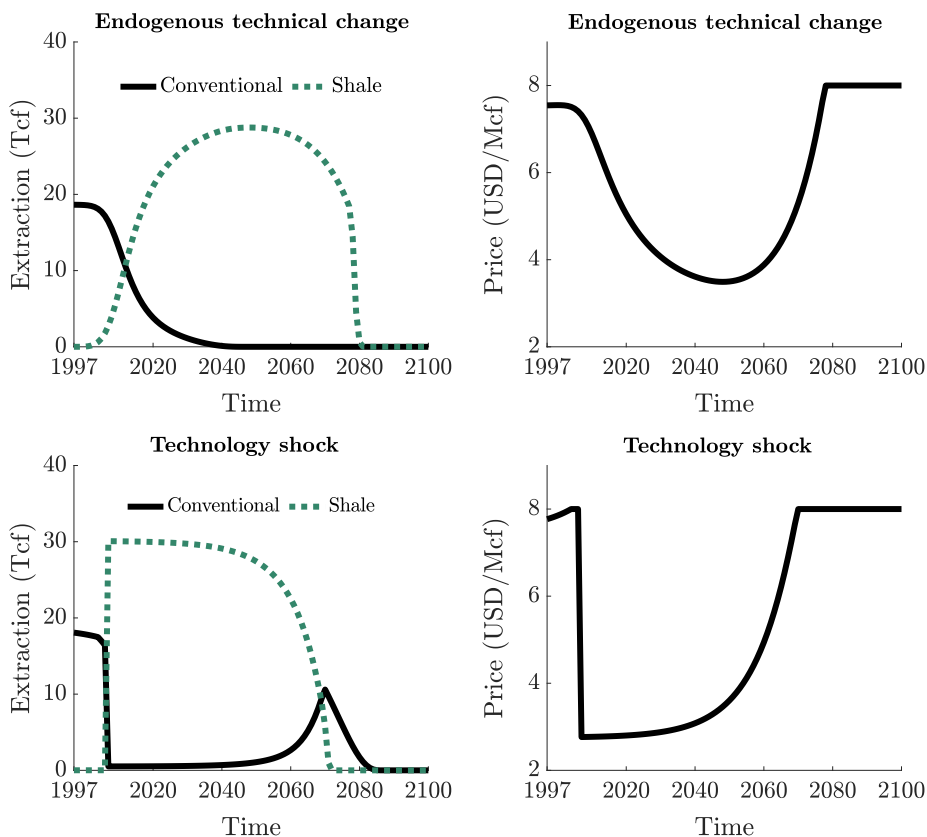 Endogenous technical change
40
30
20
10
0
Extraction (Tcf)
Conventional Shale
1997 2020 2040 2060 2080 2100
Time
Endogenous technical change
8
6
4
2
Price (USD/Mcf)
1997 2020 2040 2060 2080 2100
Time
Technology shock
40
30
20
10
0
Extraction (Tcf)
Conventional Shale
1997 2020 2040 2060 2080 2100
Time
Technology shock
8
6
4
2
Price (USD/Mcf)
1997 2020 2040 2060 2080 2100
Time